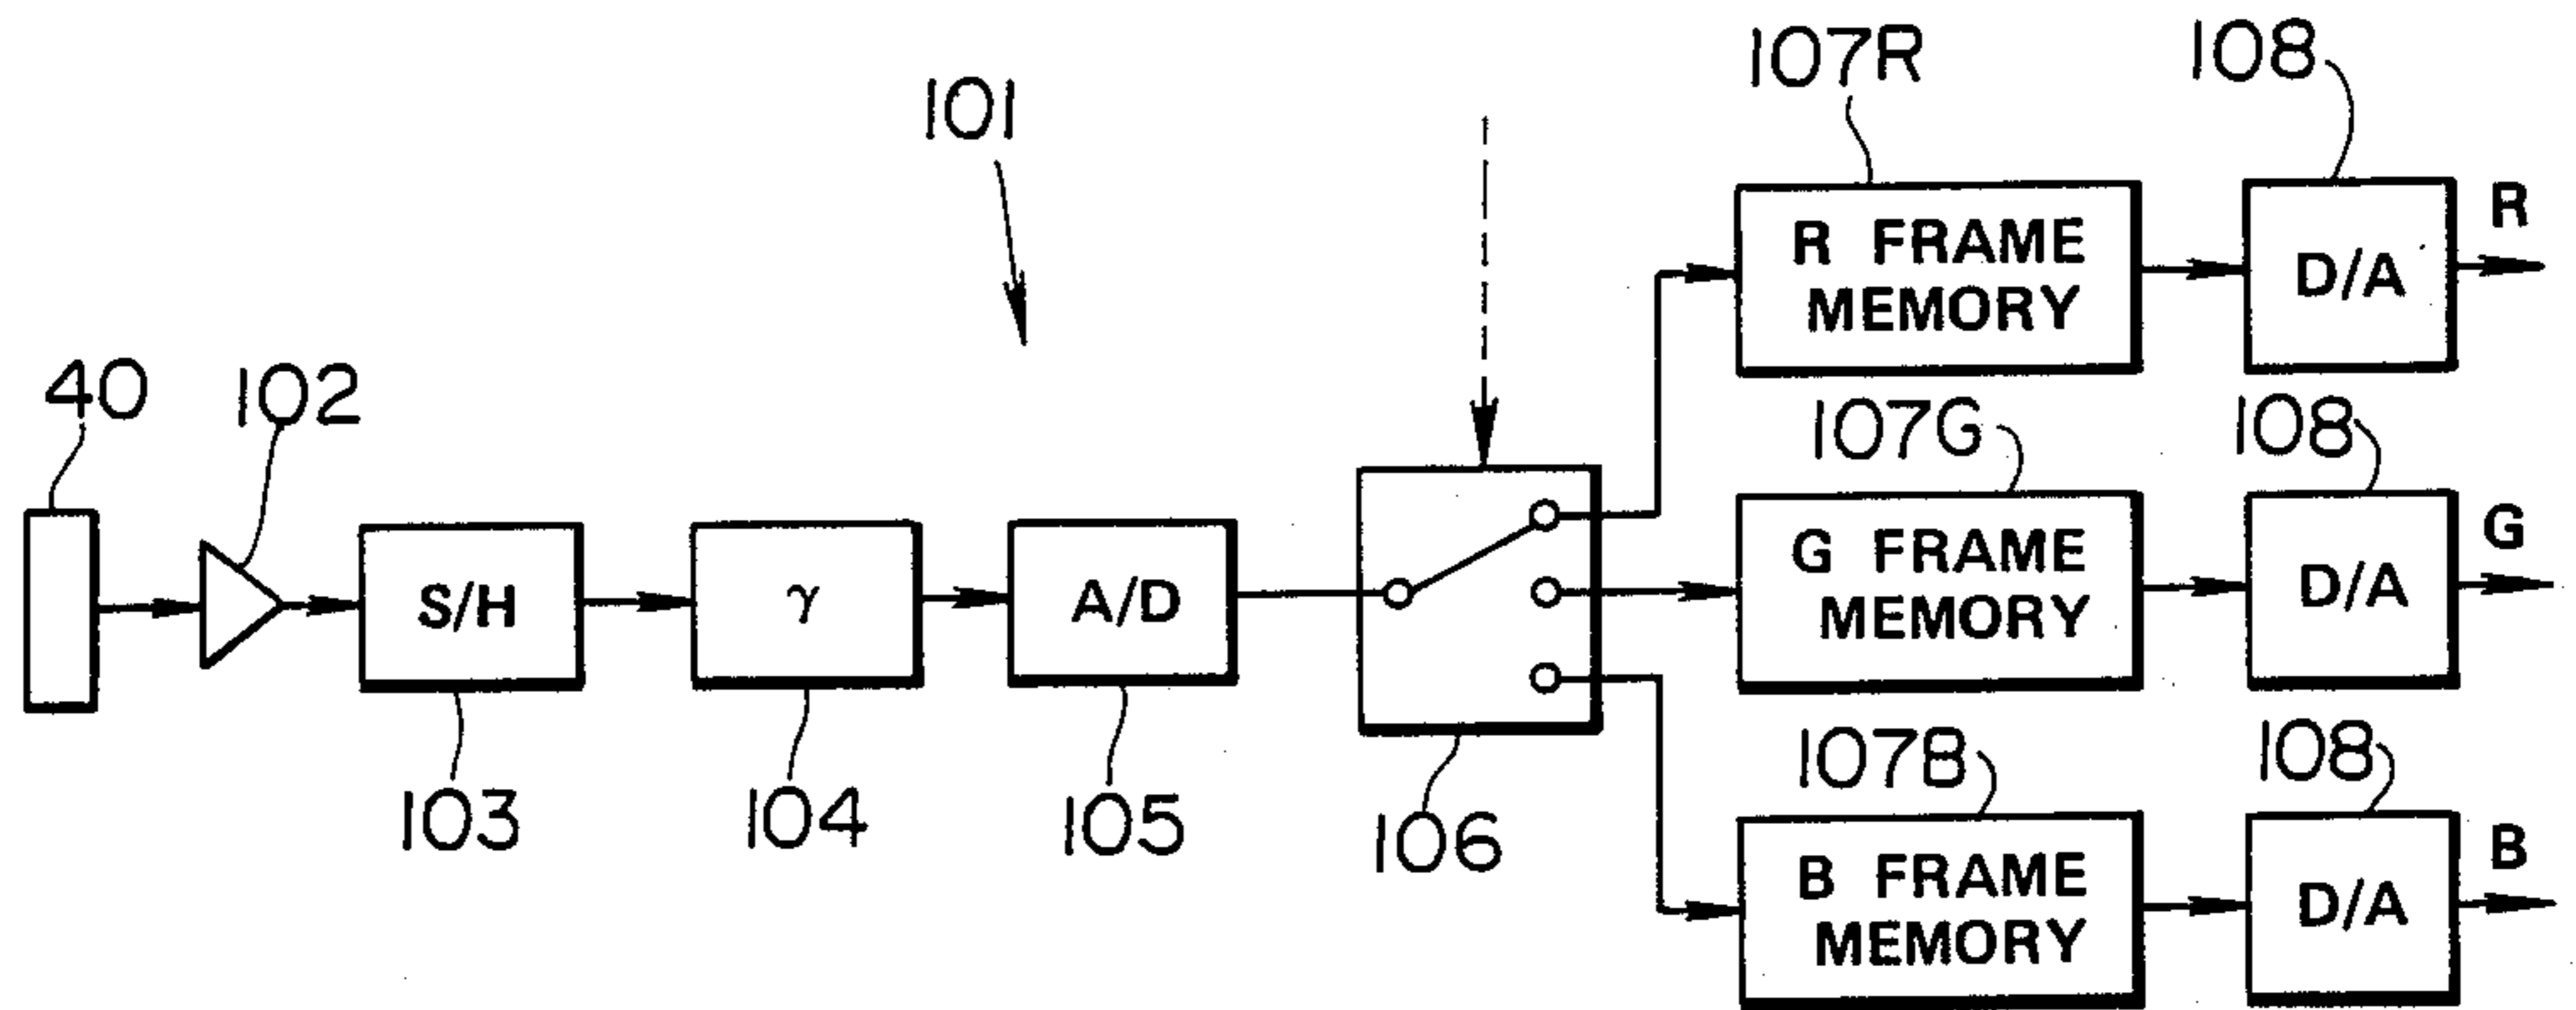 101
107R
108
R FRAME
MEMORY
D/A
R
40
102
107G
108
S/H
γ
A/D
G FRAME
MEMORY
D/A
G
103
104
105
106
107B
108
B FRAME
MEMORY
D/A
B